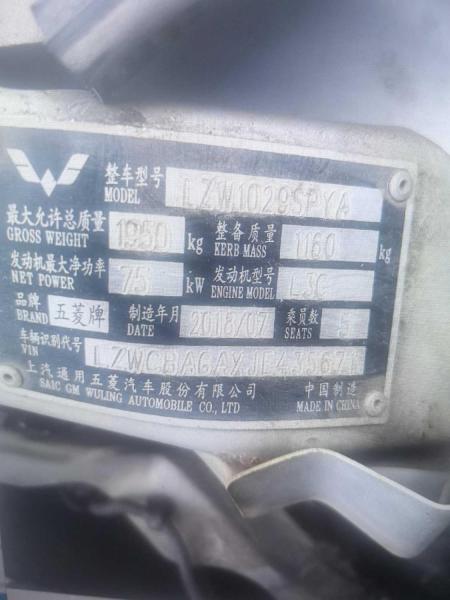 整车型号
MODEL LZW1029SPYA
最大允许总质量
GROSS WEIGHT 1950 kg
整备质量
KERB MASS 1160 kg
发动机最大净功率
NET POWER 75 kW
发动机型号
ENGINE MODEL L3C
品牌
BRAND 五菱牌
制造年月
DATE 2018/07
乘员数
SEATS 5
车辆识别代号
VIN
上汽通用五菱汽车股份有限公司
SAIC GM WULING AUTOMOBILE CO., LTD
中国制造
MADE IN CHINA